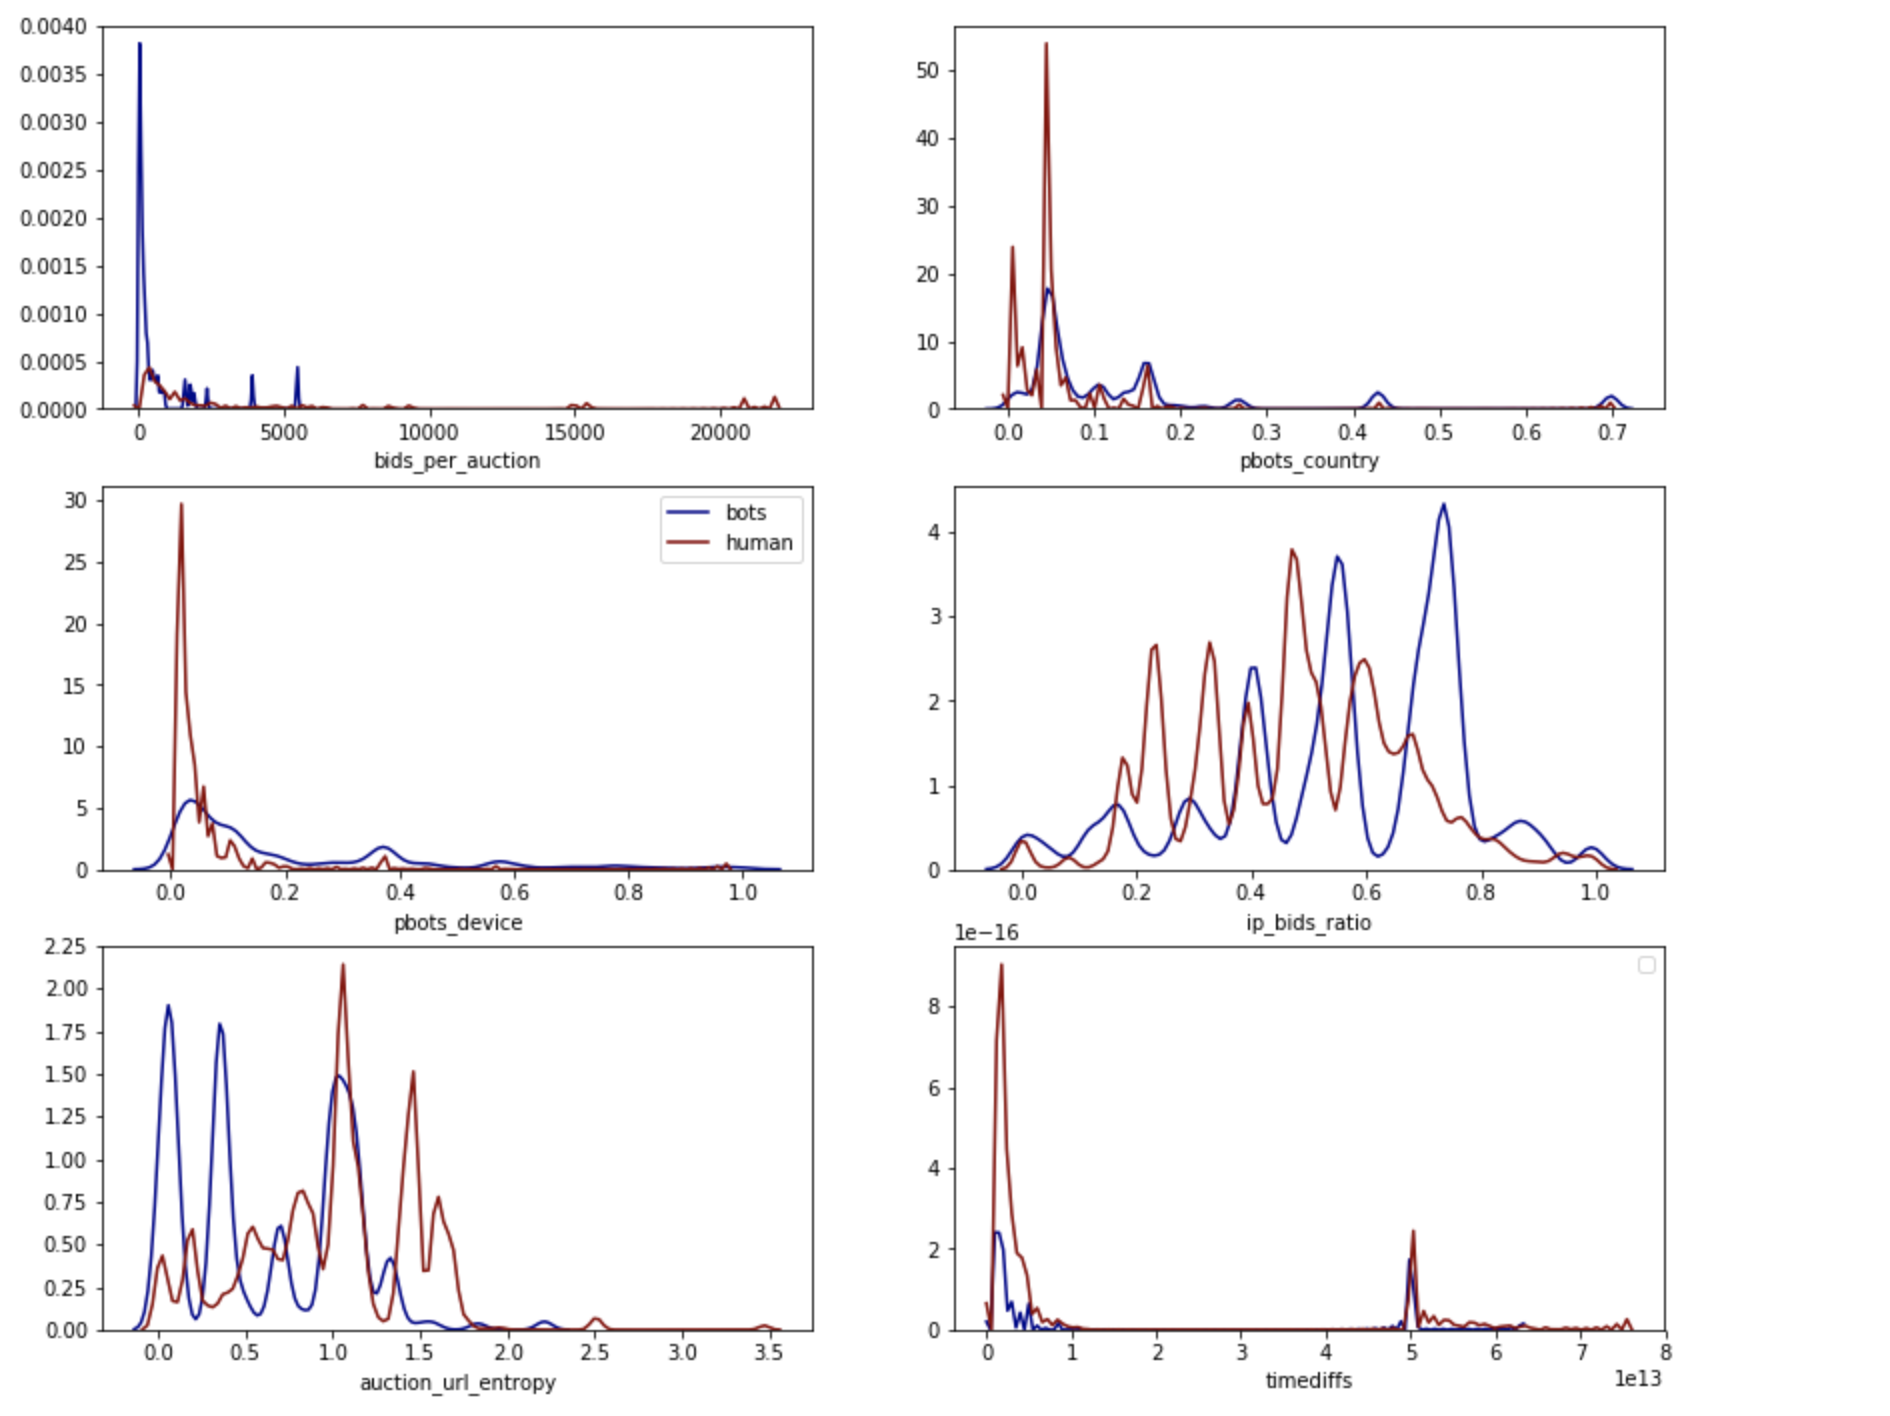 0.0040
0.0035
0.0030
0.0025
0.0020
0.0015
0.0010
0.0005
0.0000
0 5000 10000 15000 20000
bids_per_auction
50
40
30
20
10
0
0.0 0.1 0.2 0.3 0.4 0.5 0.6 0.7
pbots_country
30
25
20
15
10
5
0
bots
human
0.0 0.2 0.4 0.6 0.8 1.0
pbots_device
4
3
2
1
0
0.0 0.2 0.4 0.6 0.8 1.0
ip_bids_ratio
2.25
2.00
1.75
1.50
1.25
1.00
0.75
0.50
0.25
0.00
0.0 0.5 1.0 1.5 2.0 2.5 3.0 3.5
auction_url_entropy
1e−16
8
6
4
2
0
0 1 2 3 4 5 6 7 8
timediffs
1e13